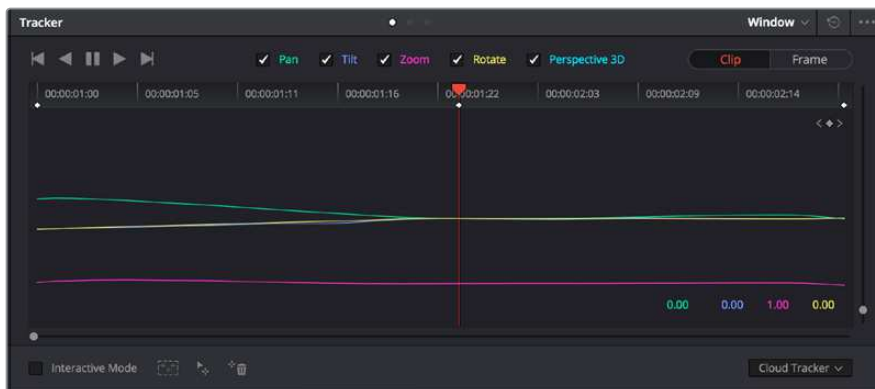 Tracker Window
Pan Tilt Zoom Rotate Perspective 3D Clip Frame
00:00:01:00 00:00:01:05 00:00:01:11 00:00:01:16 00:00:01:22 00:00:02:03 00:00:02:09 00:00:02:14
0.00 0.00 1.00 0.00
Interactive Mode Cloud Tracker